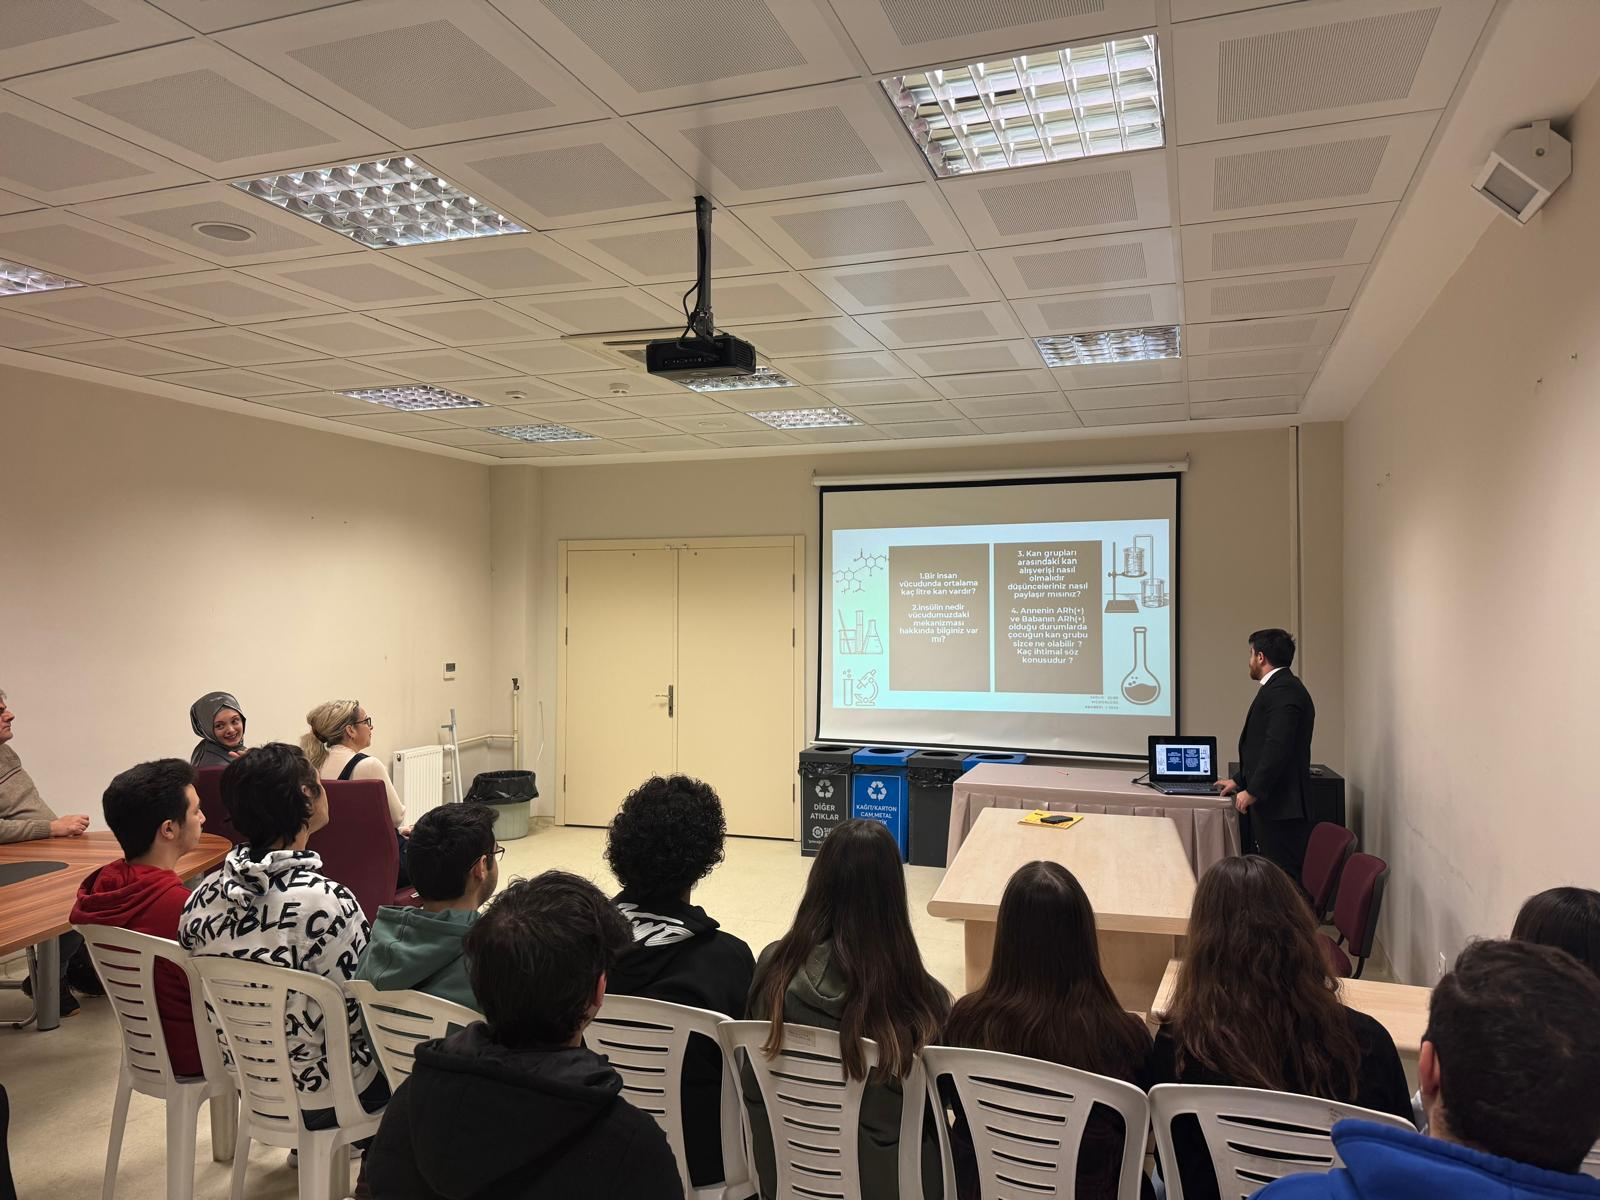 1.Bir insan
vücudunda ortalama
kaç litre kan vardır?
2.insülin nedir
vücudumuzdaki
mekanizması
hakkında bilginiz var
mı?
3. Kan grupları
arasındaki kan
alışverişi nasıl
olmalıdır
düşünceleriniz nasıl
paylaşır mısınız?
4. Annenin ARh(+)
ve Babanın ARh(+)
olduğu durumlarda
çocuğun kan grubu
sizce ne olabilir ?
Kaç ihtimal söz
konusudur ?
DİĞER
ATIKLAR
KAĞIT/KARTON
CAM,METAL